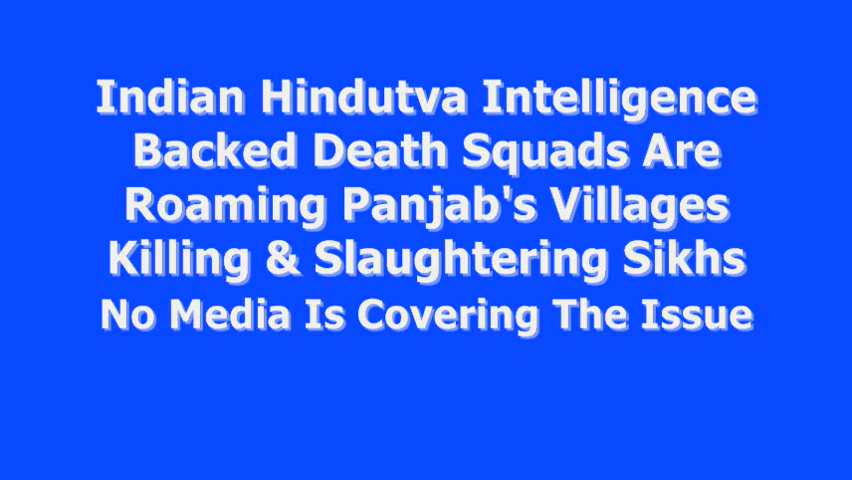 Indian Hindutva Intelligence
Backed Death Squads Are
Roaming Panjab's Villages
Killing & Slaughtering Sikhs
No Media Is Covering The Issue